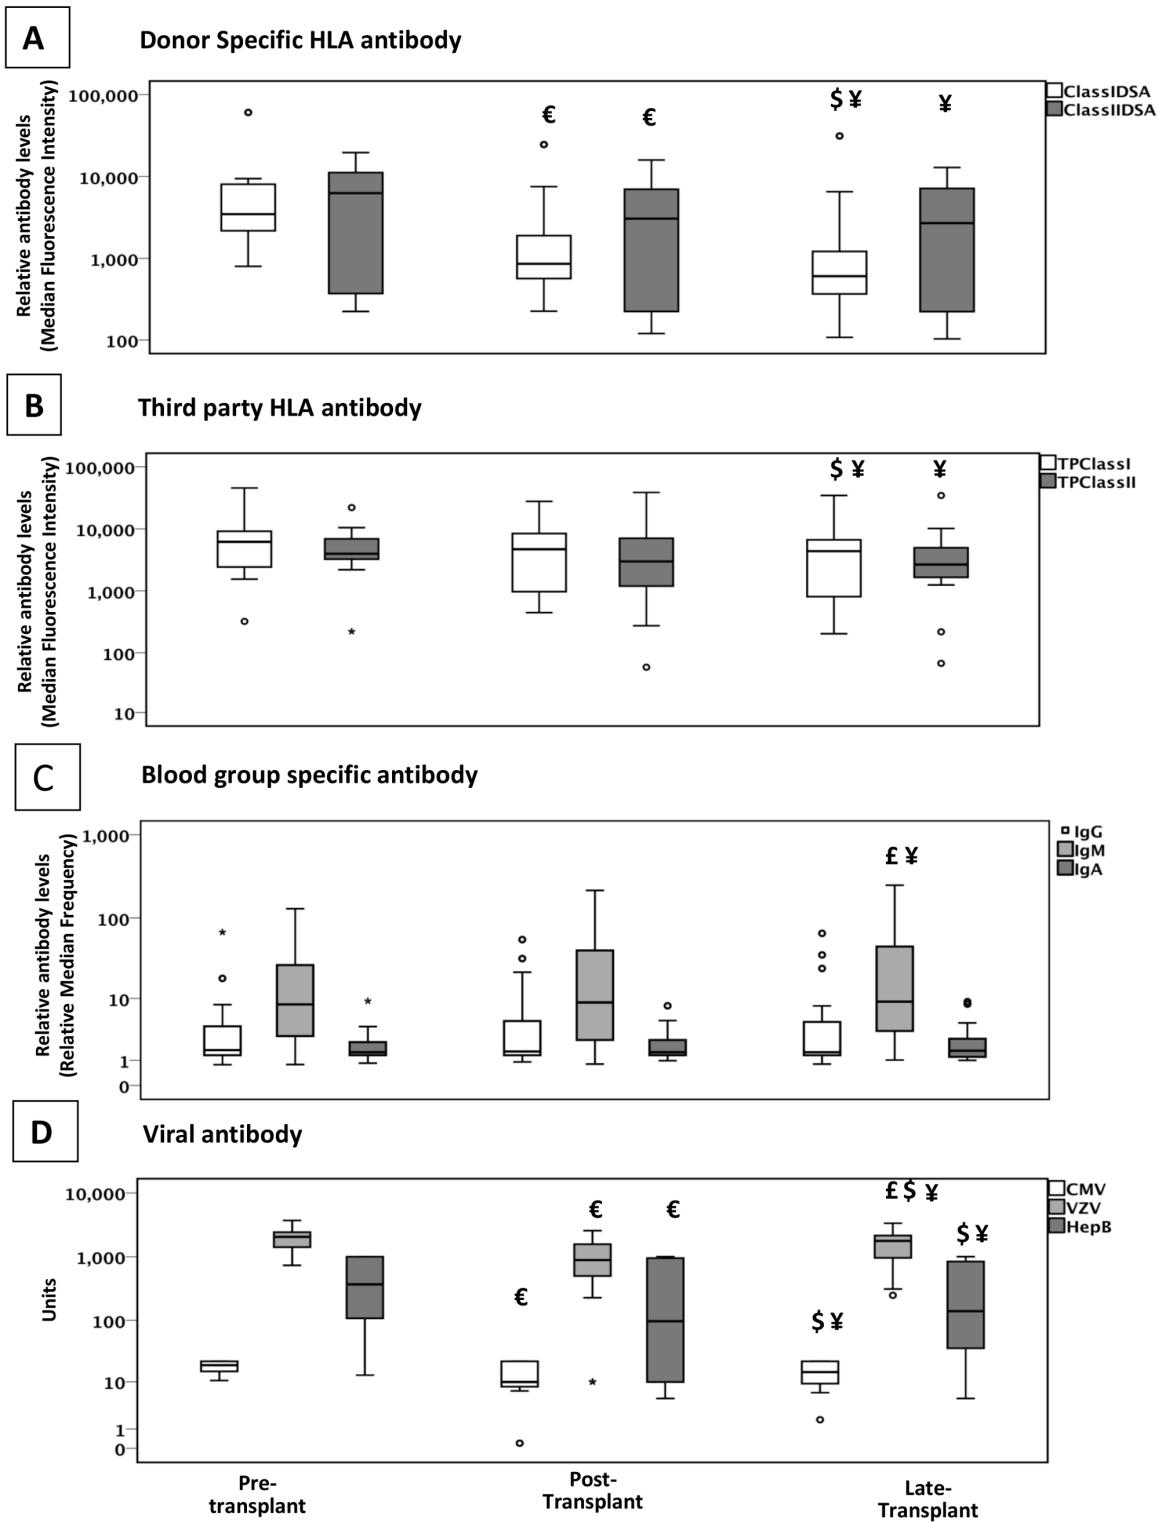 A
Donor Specific HLA antibody
Relative antibody levels
(Median Fluorescence Intensity)
100,000
10,000
1,000
100
€
€
$ ¥
¥
ClassIDSA
ClassIIDSA
B
Third party HLA antibody
Relative antibody levels
(Median Fluorescence Intensity)
100,000
10,000
1,000
100
10
$ ¥
¥
TPClassI
TPClassII
C
Blood group specific antibody
Relative antibody levels
(Relative Median Frequency)
1,000
100
10
1
0
£ ¥
IgG
IgM
IgA
D
Viral antibody
Units
10,000
1,000
100
10
1
0
€
€
€
$ ¥
£ $ ¥
$ ¥
CMV
VZV
HepB
Pre-
transplant
Post-
Transplant
Late-
Transplant